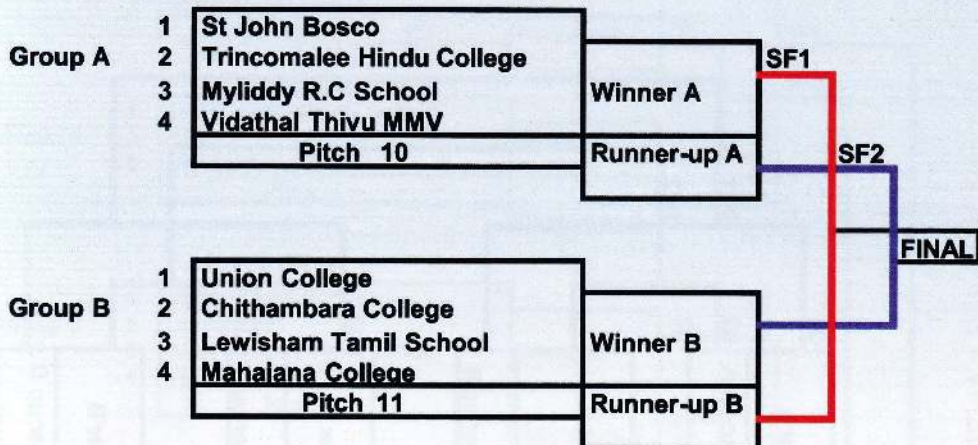 1 St John Bosco
Group A 2 Trincomalee Hindu College SF1
3 Myliddy R.C School Winner A
4 Vidathal Thivu MMV
Pitch 10 Runner-up A SF2
FINAL
1 Union College
Group B 2 Chithambara College
3 Lewisham Tamil School Winner B
4 Mahajana College
Pitch 11 Runner-up B